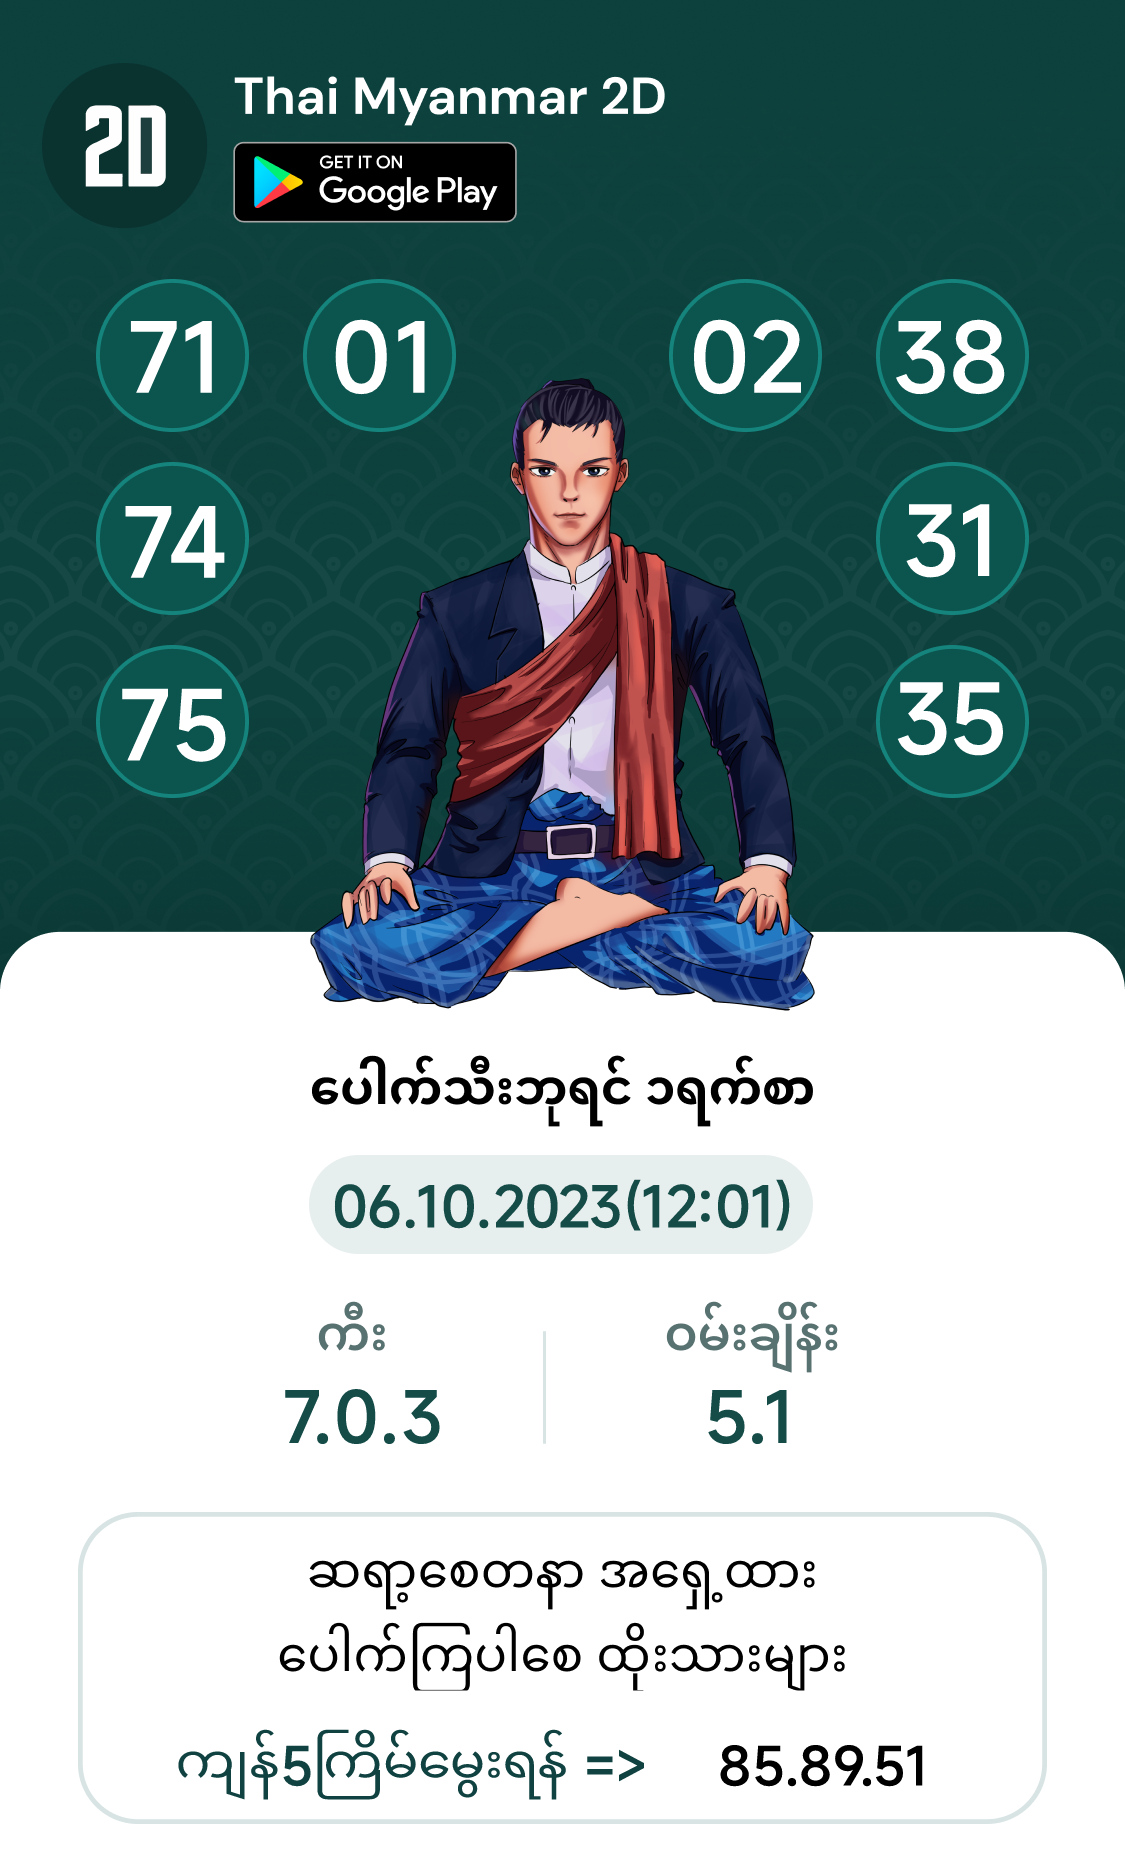 2D
Thai Myanmar 2D
GET IT ON
Google Play
71 01 02 38
74 31
75 35
ပေါက်သီးဘုရင် ၁ရက်စာ
06.10.2023(12:01)
ကီး ဝမ်းချိန်း
7.0.3 5.1
ဆရာ့စေတနာ အရှေ့ထား
ပေါက်ကြပါစေ ထိုးသားများ
ကျန်5ကြိမ်မွေးရန် => 85.89.51